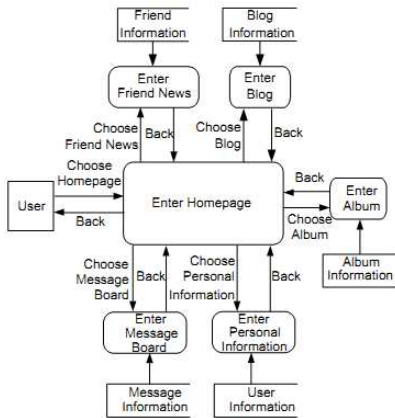 Friend
Information
Blog
Information
Enter
Friend News
Enter
Blog
Choose
Friend News
Back
Choose
Blog
Back
Choose
Homepage
User
Back
Enter Homepage
Back
Enter
Album
Choose
Album
Choose
Message
Board
Back
Choose
Personal
Information
Back
Album
Information
Enter
Message
Board
Enter
Personal
Information
Message
Information
User
Information